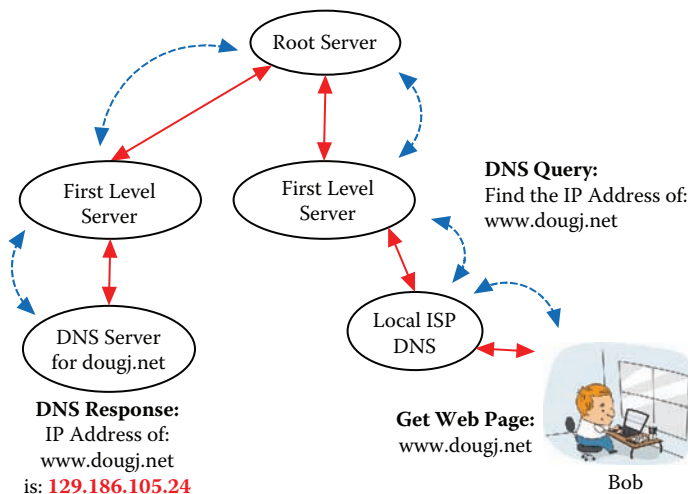 Root Server
First Level
Server
First Level
Server
DNS Query:
Find the IP Address of:
www.dougj.net
DNS Server
for dougj.net
Local ISP
DNS
DNS Response:
IP Address of:
www.dougj.net
is: 129.186.105.24
Get Web Page:
www.dougj.net
Bob